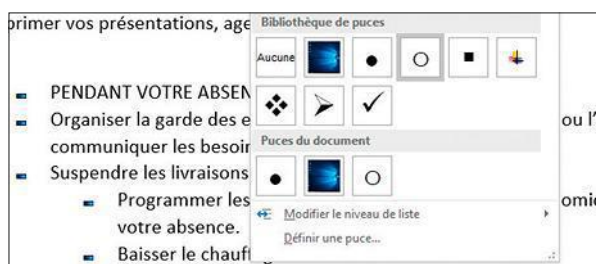 primer vos présentations, age
Bibliothèque de puces
Aucune
PENDANT VOTRE ABSEN
Organiser la garde des e
ou l'
communiquer les besoin
Puces du document
Suspendre les livraisons
Programmer les
omic
votre absence.
Modifier le niveau de liste
Définir une puce...
Baisser le chauff